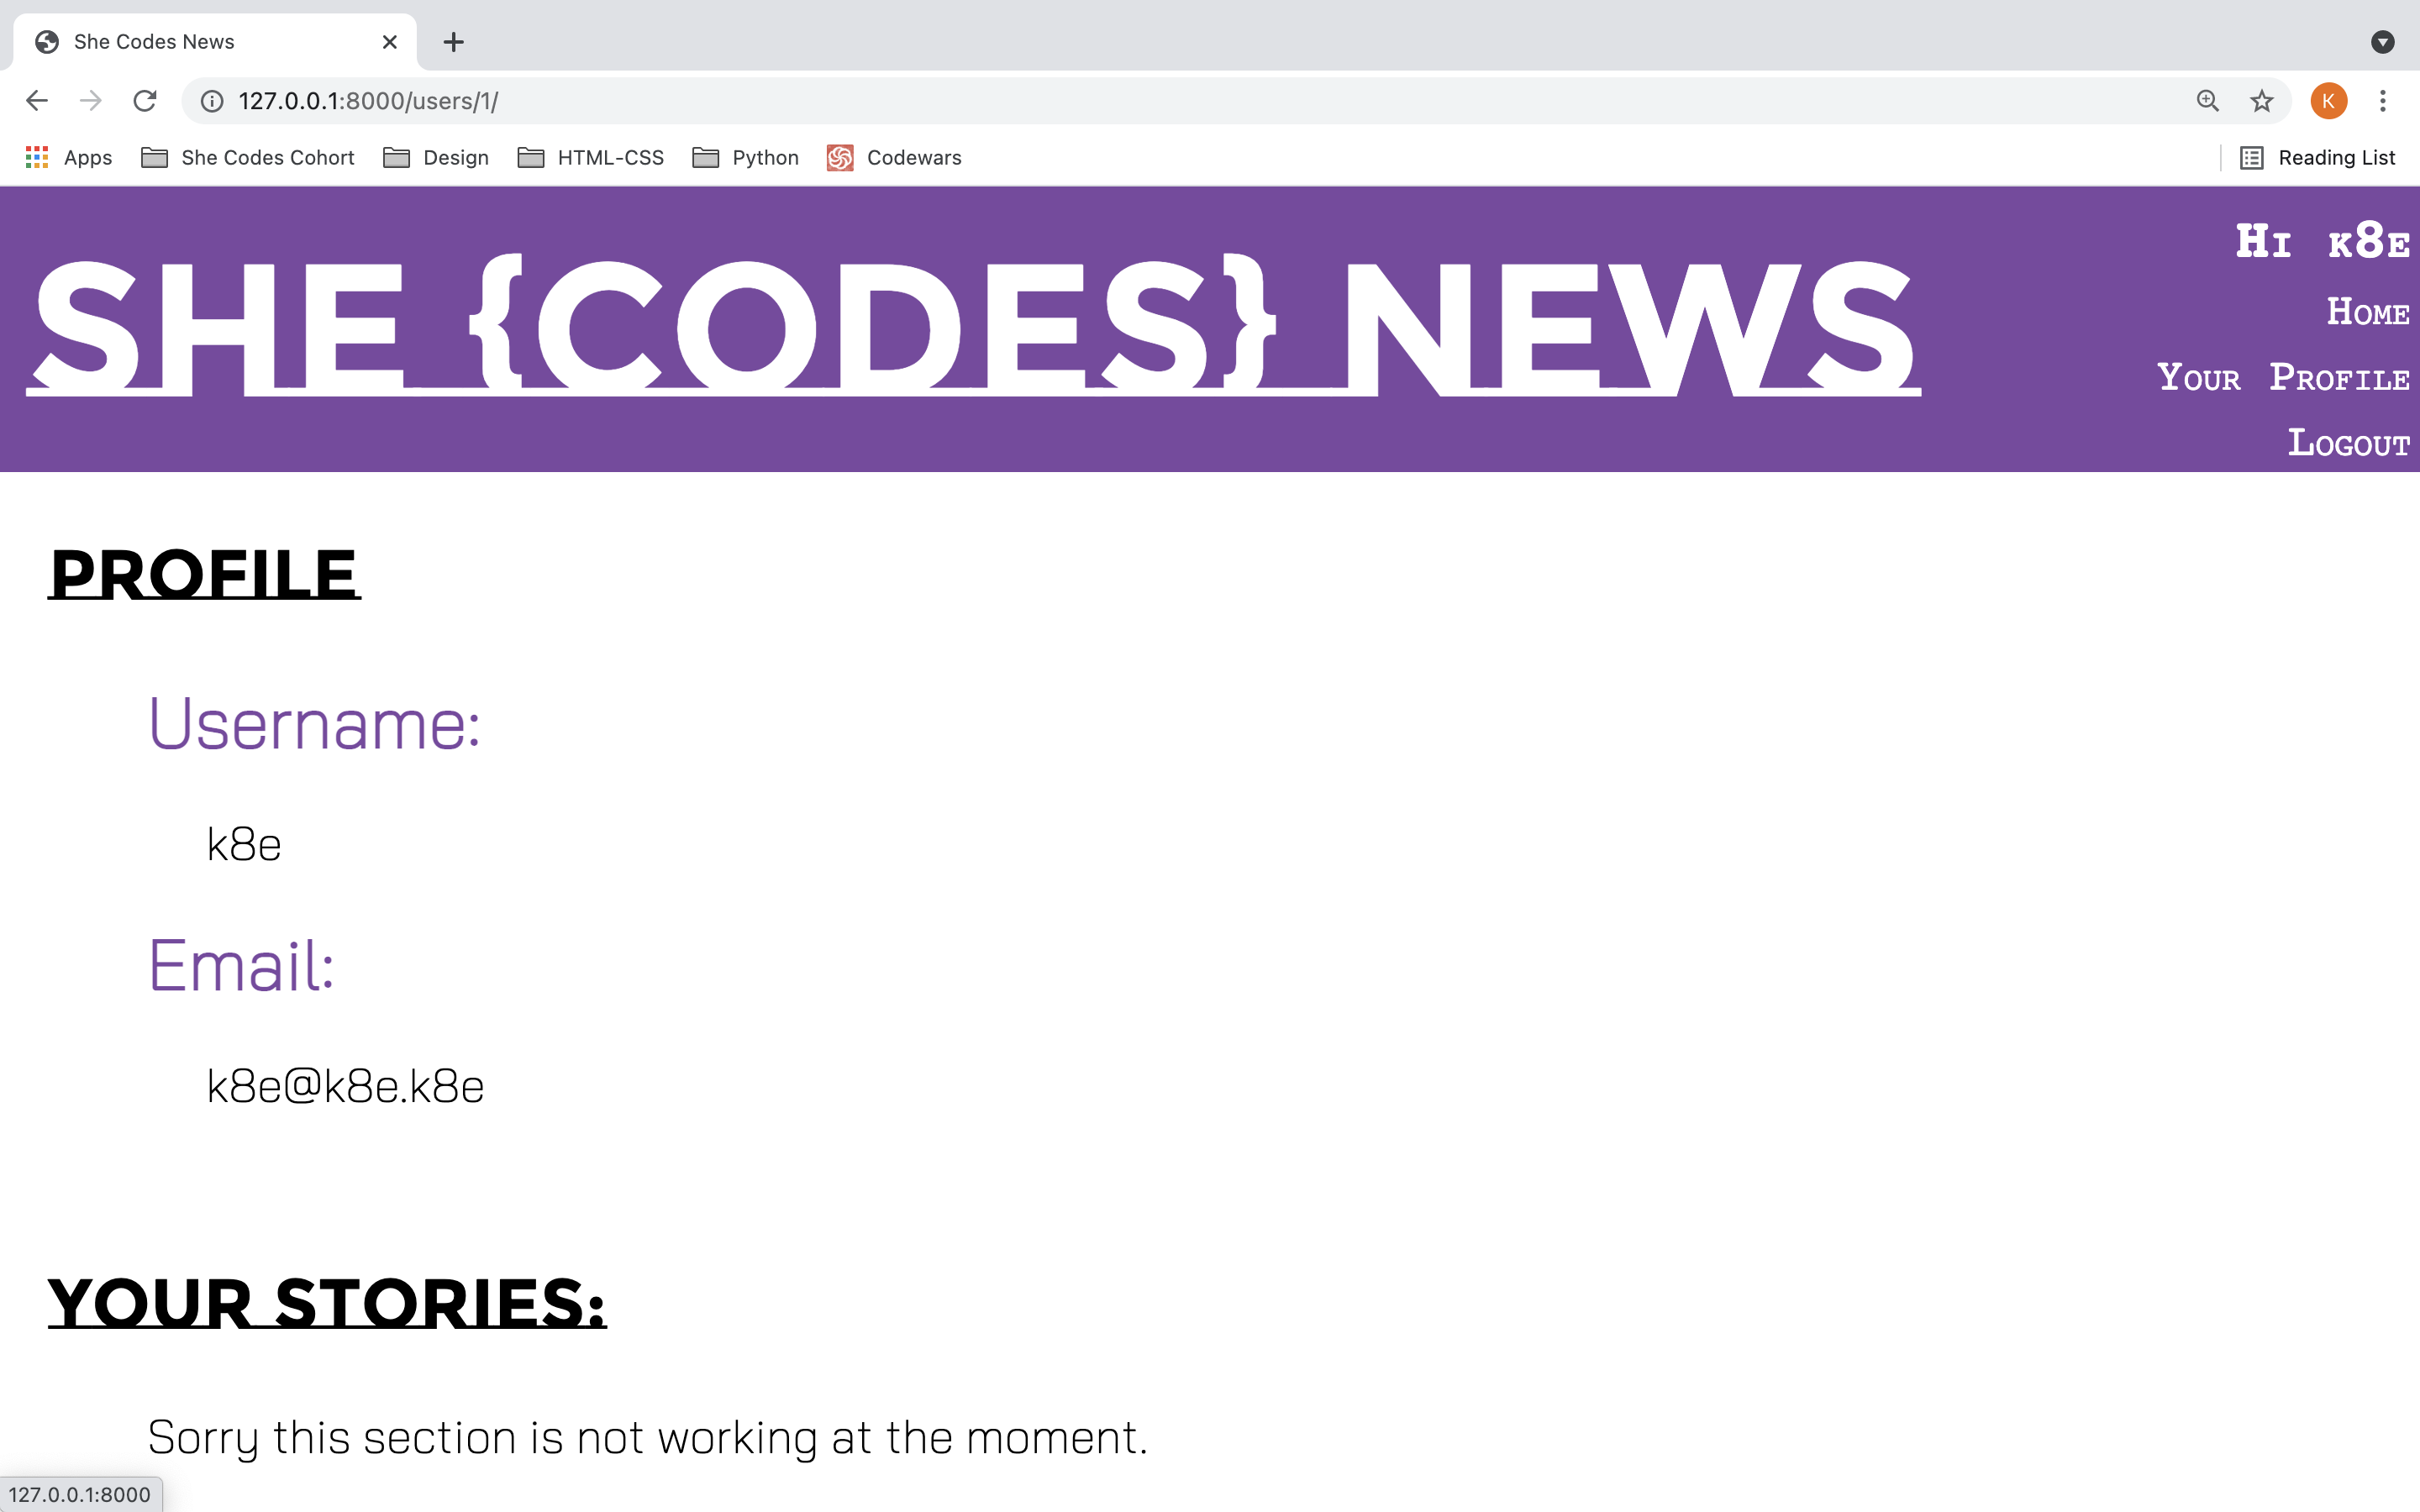 She Codes News
127.0.0.1:8000/users/1/
K
Apps She Codes Cohort Design HTML-CSS Python Codewars Reading List
SHE {CODES} NEWS
Hi k8e
Home
Your Profile
Logout
PROFILE
Username:
k8e
Email:
k8e@k8e.k8e
YOUR STORIES:
Sorry this section is not working at the moment.
127.0.0.1:8000